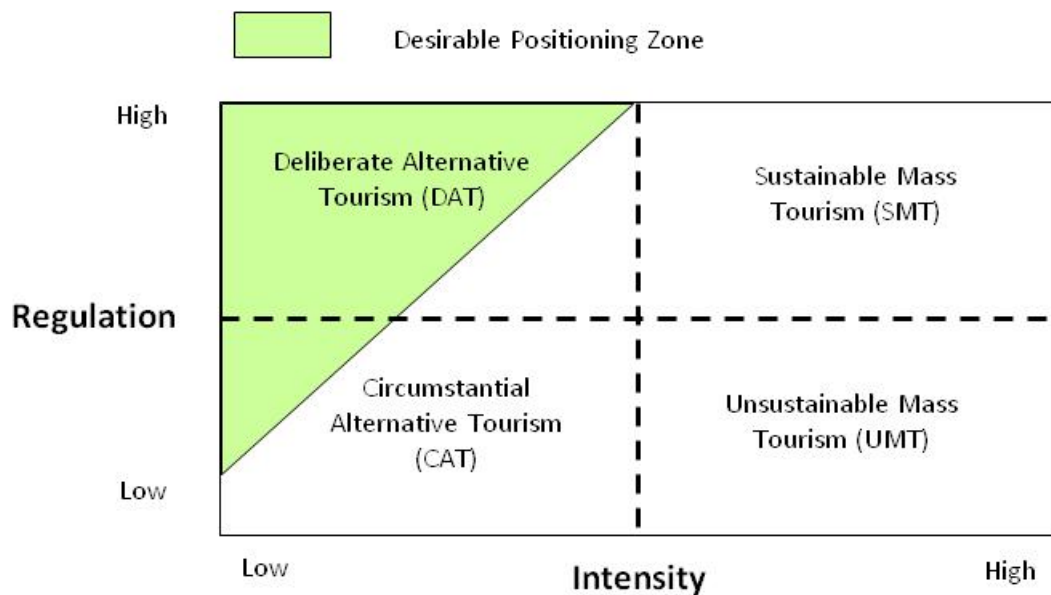 Desirable Positioning Zone
High
Deliberate Alternative
Tourism (DAT)
Sustainable Mass
Tourism (SMT)
Regulation
Circumstantial
Alternative Tourism
(CAT)
Unsustainable Mass
Tourism (UMT)
Low
Low
Intensity
High